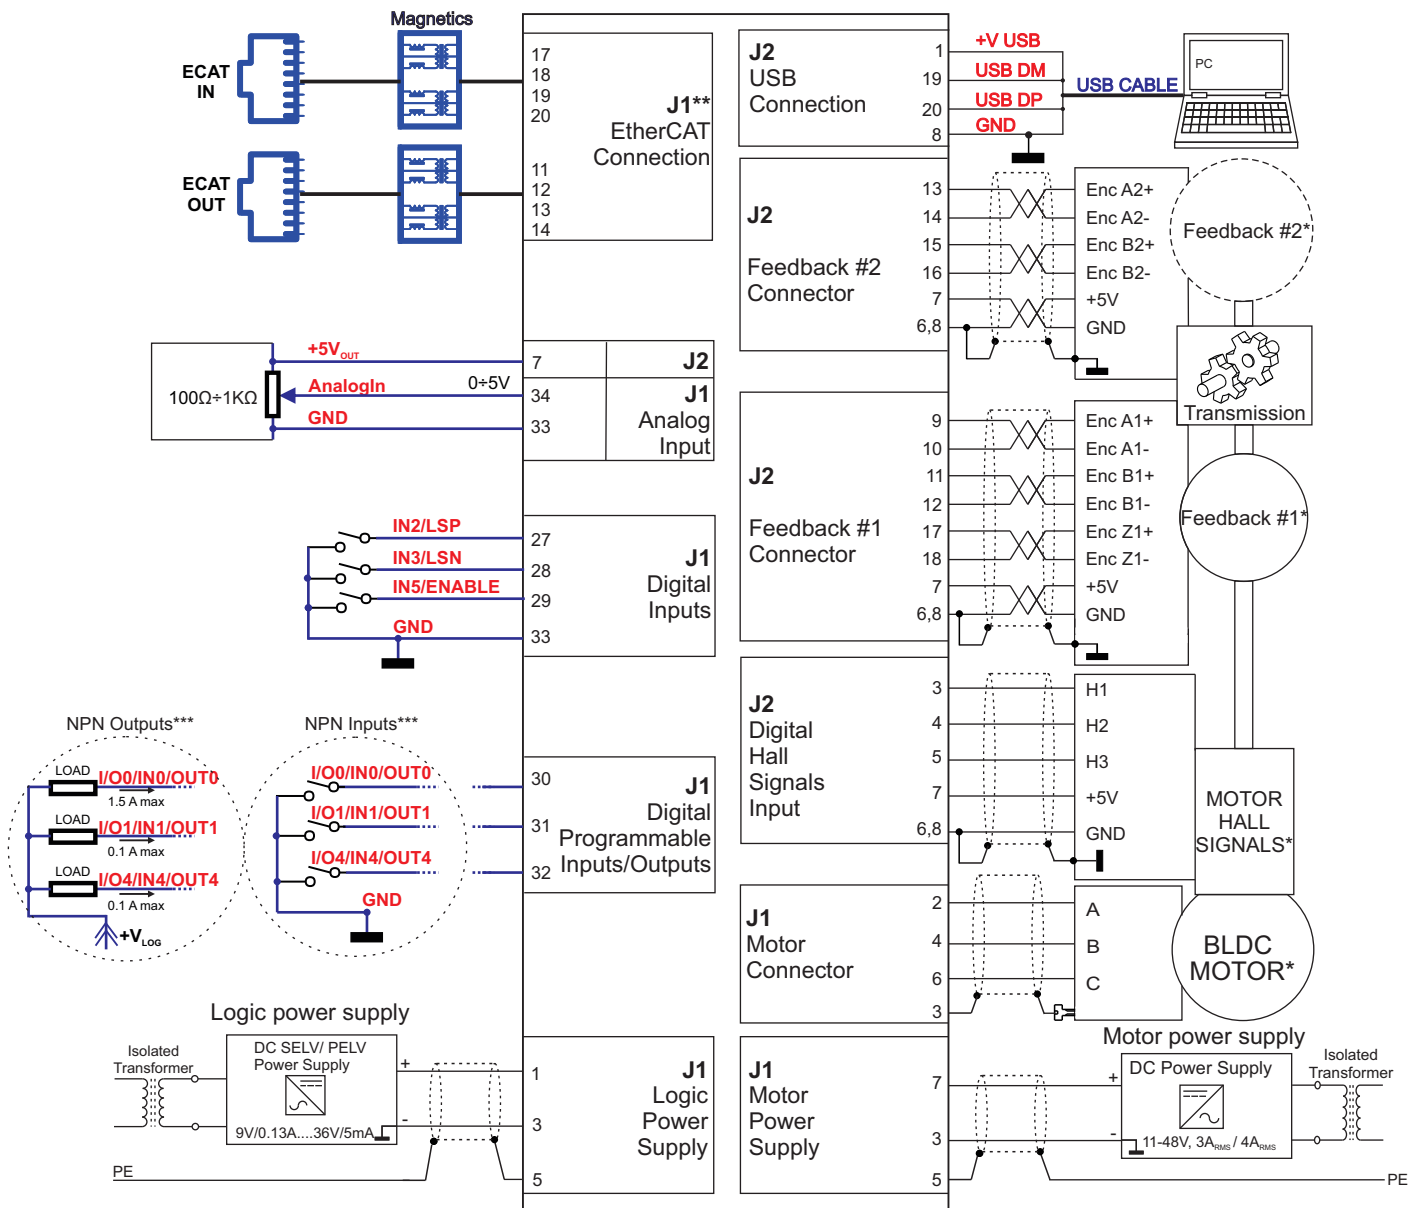 Magnetics
ECAT
IN
17
18
19
20
J1**
EtherCAT
Connection
ECAT
OUT
11
12
13
14
J2
USB
Connection
1
19
20
8
+V USB
USB DM
USB DP
GND
USB CABLE
PC
J2
Feedback #2
Connector
13
14
15
16
7
6,8
Enc A2+
Enc A2-
Enc B2+
Enc B2-
+5V
GND
Feedback #2*
Transmission
100Ω÷1KΩ
+5VOUT
AnalogIn
0÷5V
GND
7
34
33
J2
J1
Analog
Input
J2
Feedback #1
Connector
9
10
11
12
17
18
7
6,8
Enc A1+
Enc A1-
Enc B1+
Enc B1-
Enc Z1+
Enc Z1-
+5V
GND
Feedback #1*
IN2/LSP
IN3/LSN
IN5/ENABLE
GND
27
28
29
33
J1
Digital
Inputs
J2
Digital
Hall
Signals
Input
3
4
5
7
6,8
H1
H2
H3
+5V
GND
MOTOR
HALL
SIGNALS*
NPN Outputs***
LOAD
I/O0/IN0/OUT0
1.5 A max
LOAD
I/O1/IN1/OUT1
0.1 A max
LOAD
I/O4/IN4/OUT4
0.1 A max
+VLOG
NPN Inputs***
I/O0/IN0/OUT0
I/O1/IN1/OUT1
I/O4/IN4/OUT4
GND
30
31
32
J1
Digital
Programmable
Inputs/Outputs
J1
Motor
Connector
2
4
6
3
A
B
C
BLDC
MOTOR*
Logic power supply
Isolated
Transformer
DC SELV/ PELV
Power Supply
9V/0.13A....36V/5mA
+
-
PE
1
3
5
J1
Logic
Power
Supply
J1
Motor
Power
Supply
7
3
5
Motor power supply
+
-
DC Power Supply
11-48V, 3ARMS / 4ARMS
Isolated
Transformer
PE